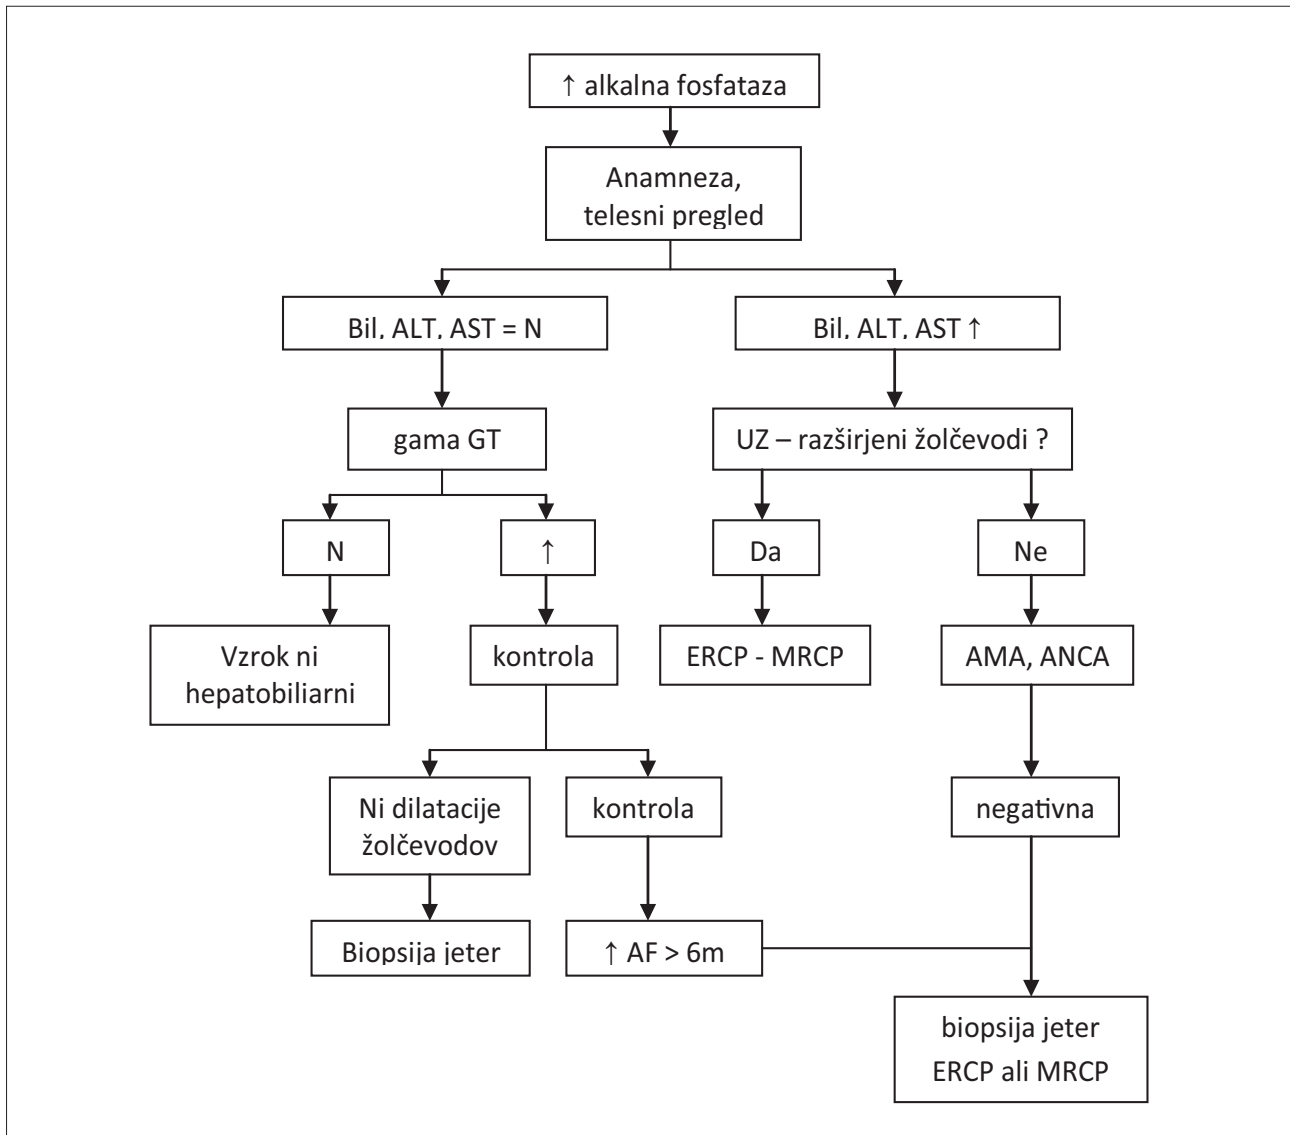 ↑ alkalna fosfataza
Anamneza,
telesni pregled
Bil, ALT, AST = N
Bil, ALT, AST ↑
gama GT
UZ – razširjeni žolčevodi ?
N
↑
Da
Ne
Vzrok ni
hepatobiliarni
kontrola
ERCP - MRCP
AMA, ANCA
Ni dilatacije
žolčevodov
kontrola
negativna
Biopsija jeter
↑ AF > 6m
biopsija jeter
ERCP ali MRCP